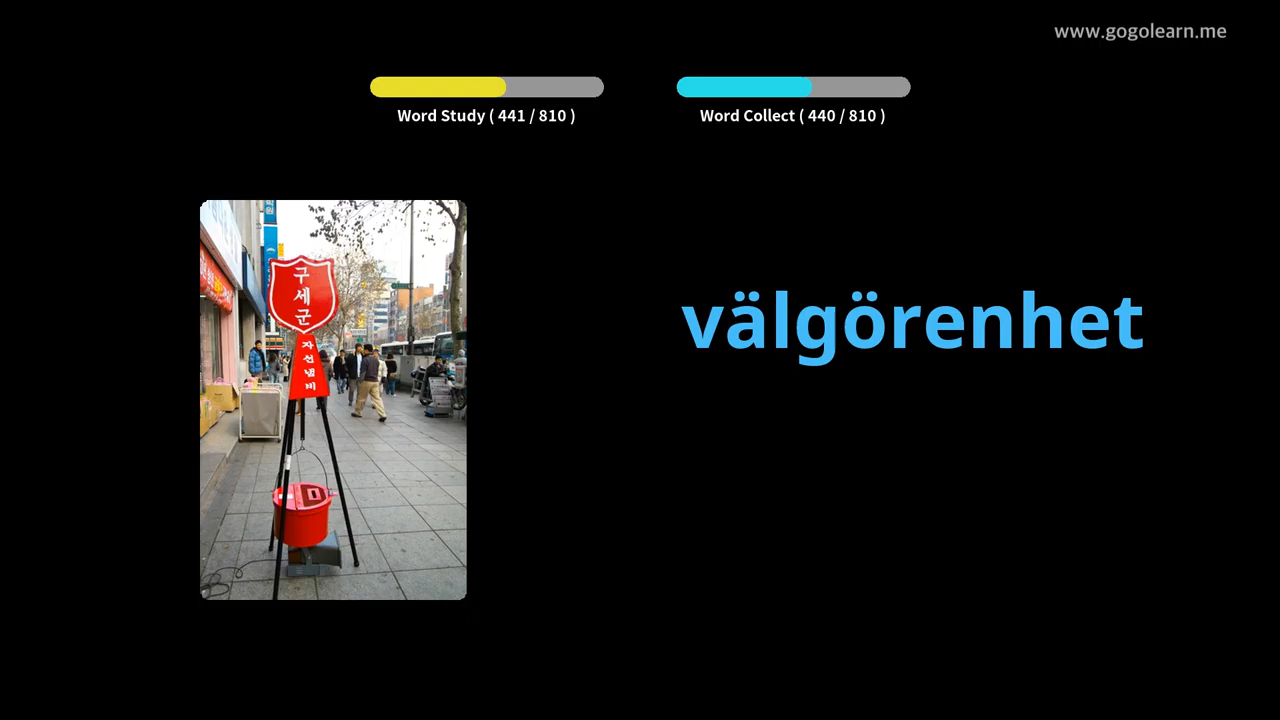 www.gogolearn.me
Word Study ( 441 / 810 )
Word Collect ( 440 / 810 )
구
세
군
자
선
냄
비
välgörenhet